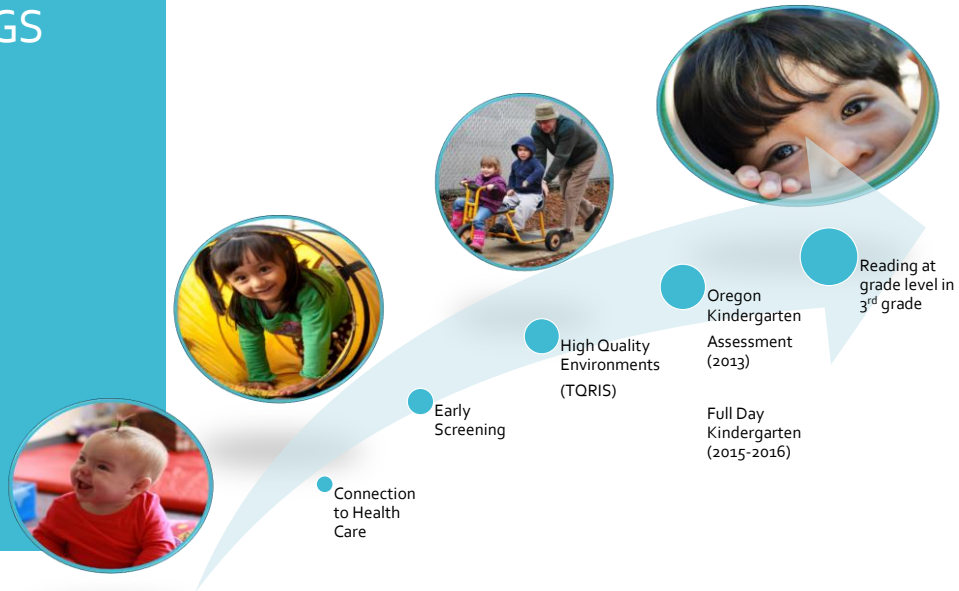 GS
Connection
to Health
Care
Early
Screening
High Quality
Environments
(TQRIS)
Oregon
Kindergarten
Assessment
(2013)
Full Day
Kindergarten
(2015-2016)
Reading at
grade level in
3rd grade